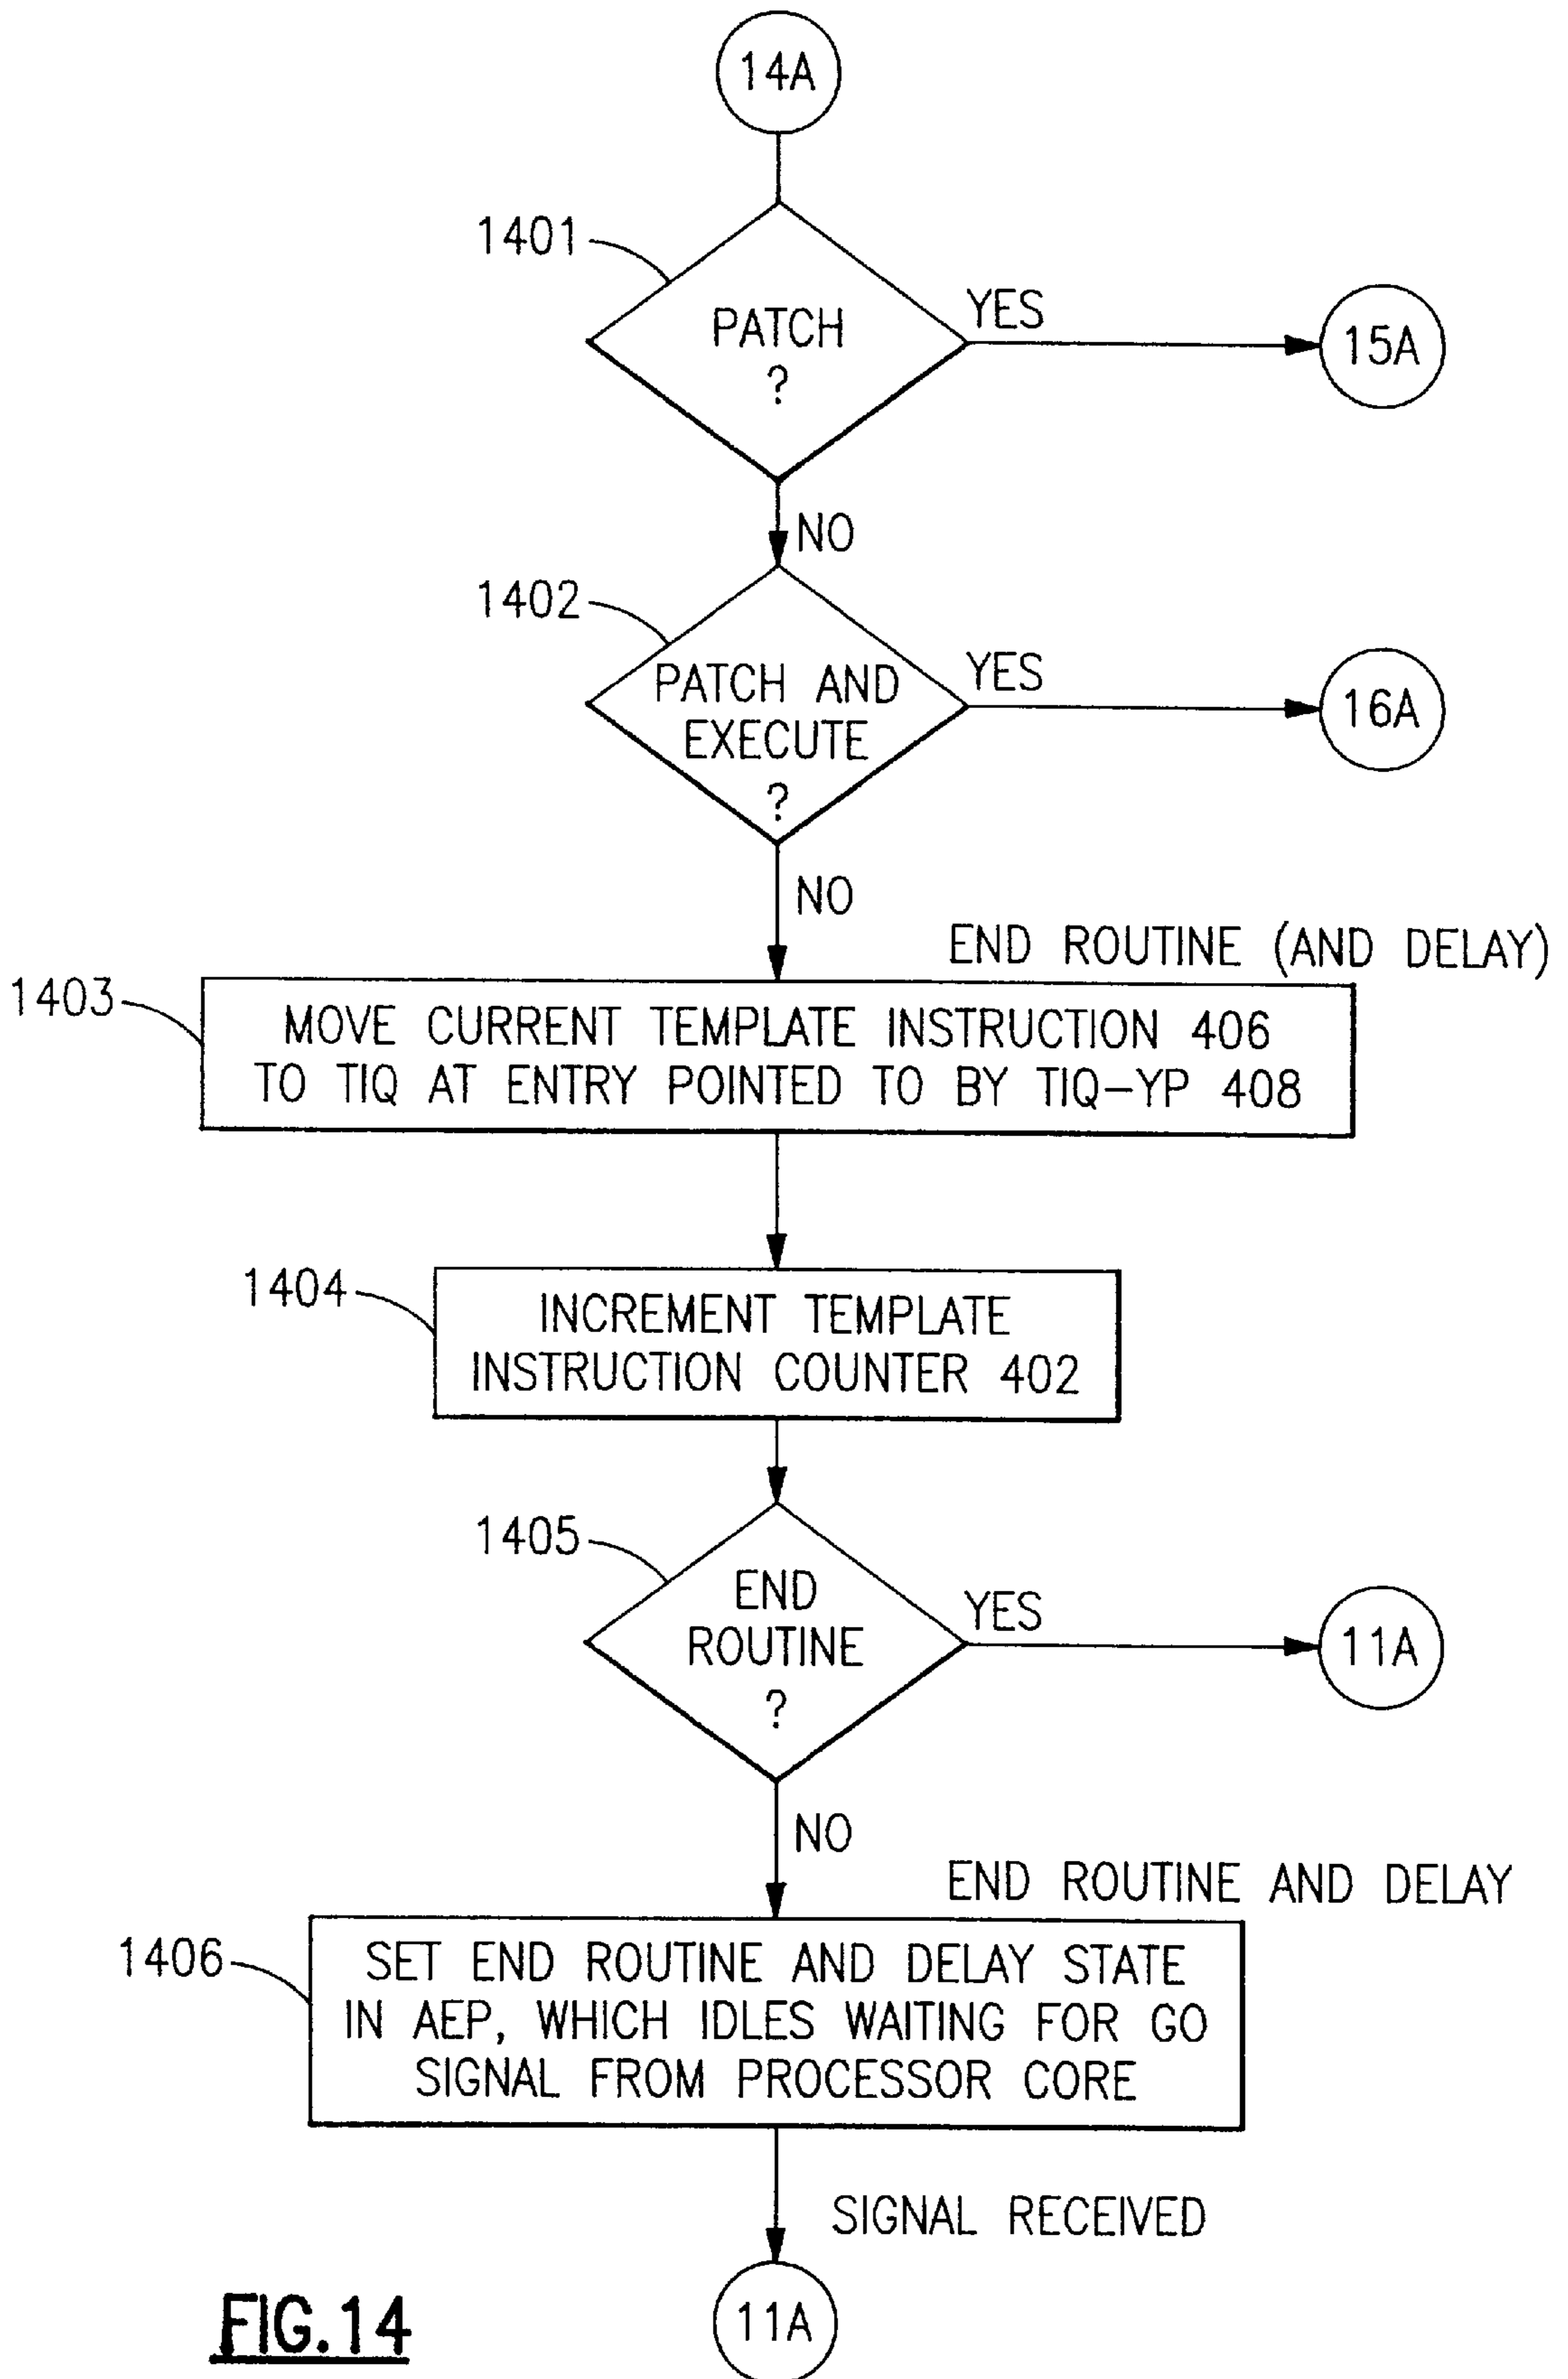 14A
1401
PATCH
?
YES
15A
NO
1402
PATCH AND
EXECUTE
?
YES
16A
NO
END ROUTINE (AND DELAY)
1403
MOVE CURRENT TEMPLATE INSTRUCTION 406
TO TIQ AT ENTRY POINTED TO BY TIQ-YP 408
1404
INCREMENT TEMPLATE
INSTRUCTION COUNTER 402
1405
END
ROUTINE
?
YES
11A
NO
END ROUTINE AND DELAY
1406
SET END ROUTINE AND DELAY STATE
IN AEP, WHICH IDLES WAITING FOR GO
SIGNAL FROM PROCESSOR CORE
SIGNAL RECEIVED
11A
FIG.14